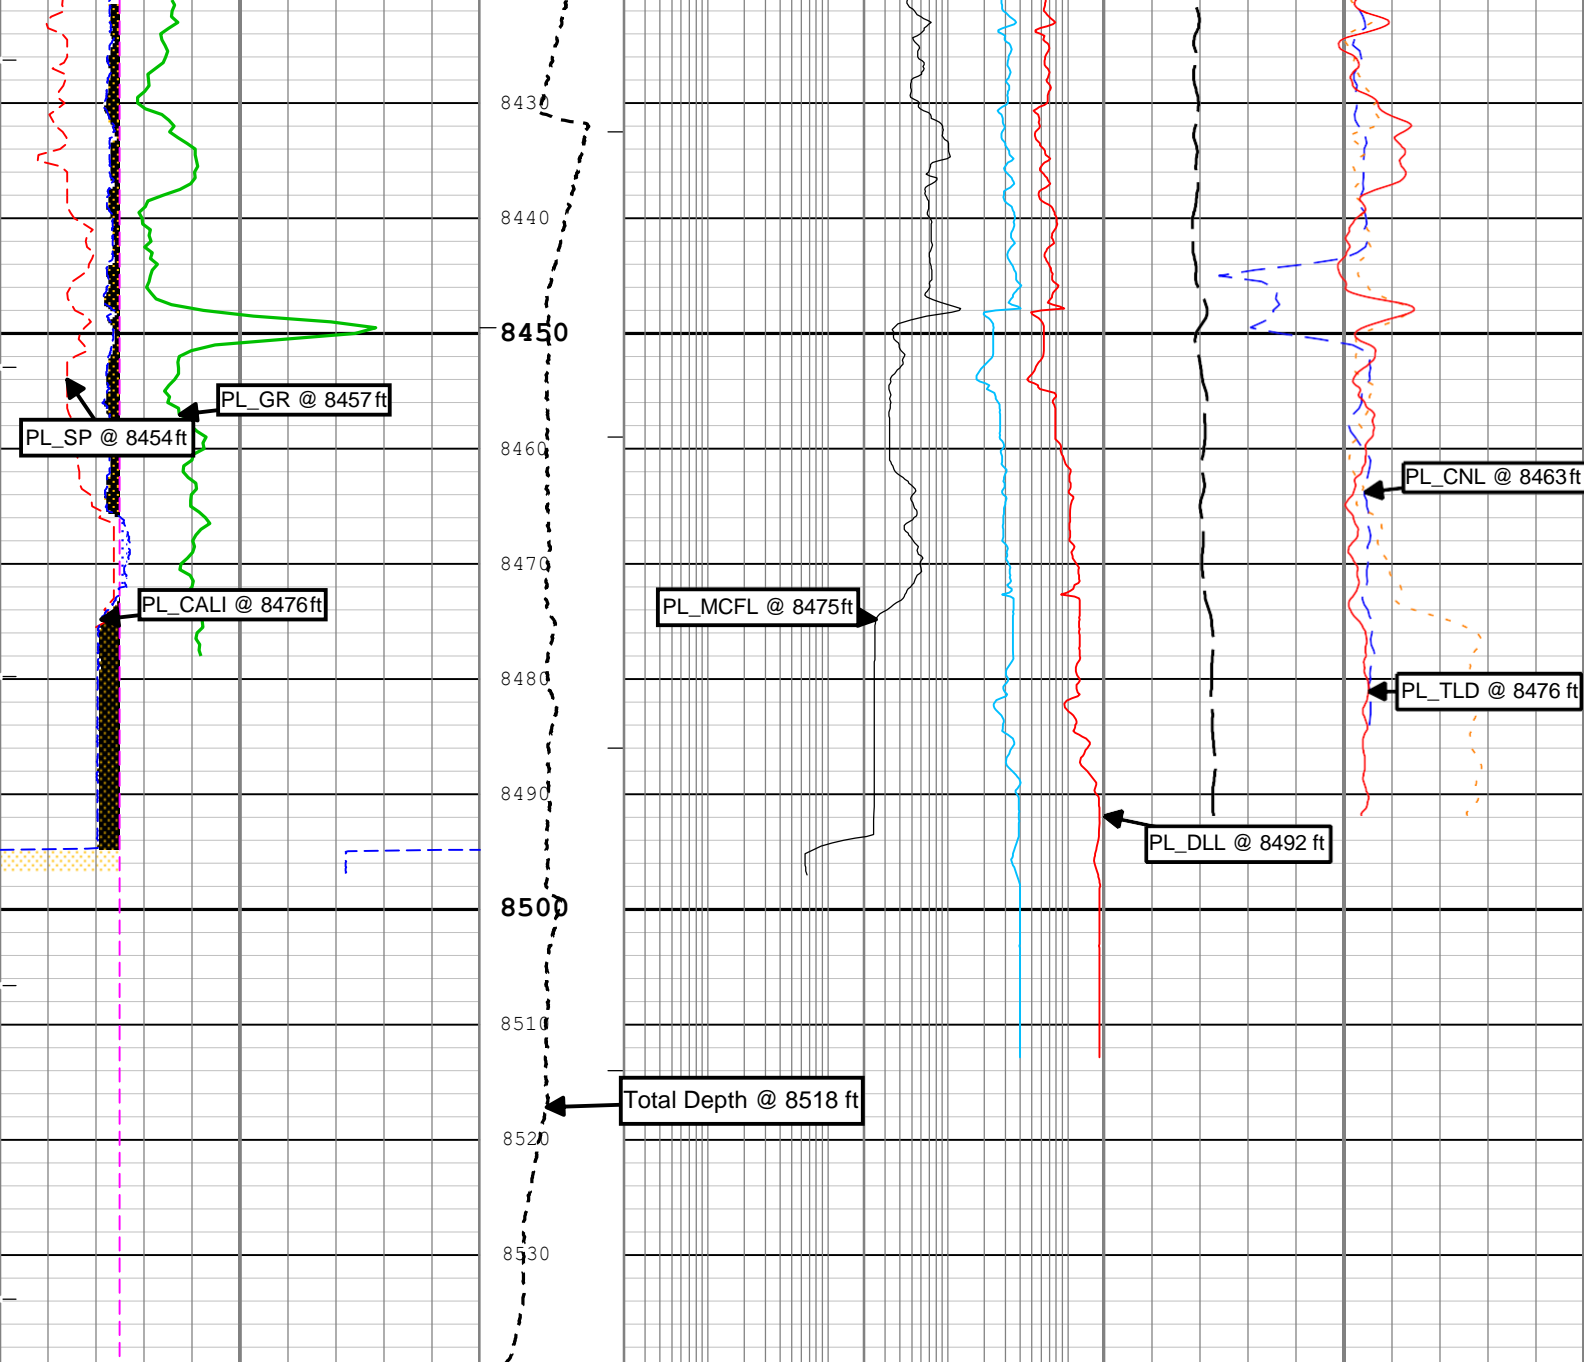 8430
8440
8450
PL_GR @ 8457 ft
PL_SP @ 8454 ft
8460
PL_CNL @ 8463 ft
8470
PL_CALI @ 8476 ft
PL_MCFL @ 8475 ft
8480
PL_TLD @ 8476 ft
8490
PL_DLL @ 8492 ft
8500
8510
Total Depth @ 8518 ft
8520
8530